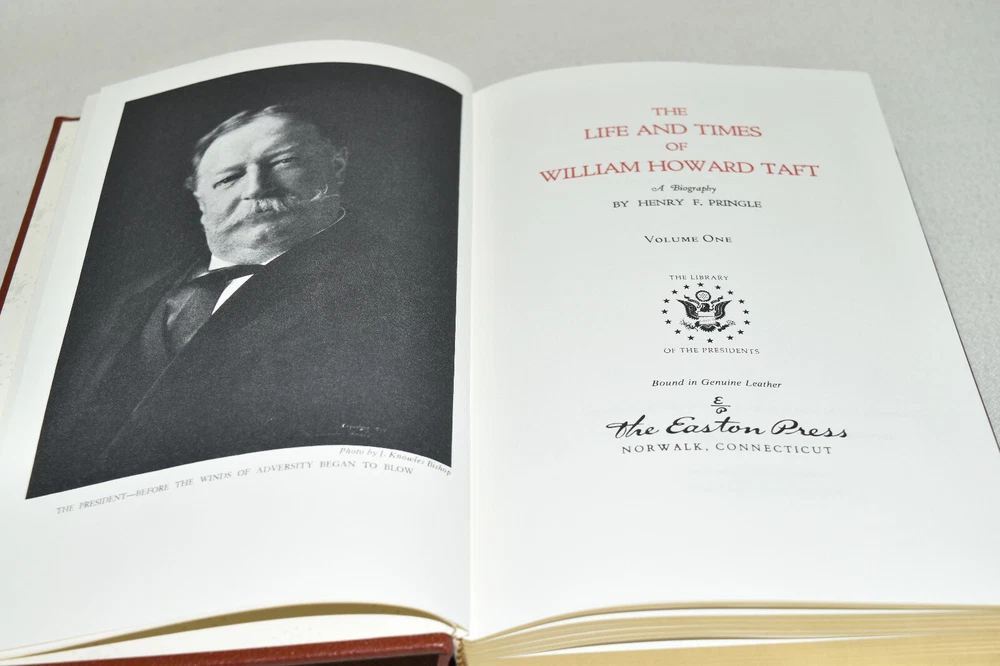 Photo by J. Knowles Bishop
THE PRESIDENT—BEFORE THE WINDS OF ADVERSITY BEGAN TO BLOW
THE
LIFE AND TIMES
OF
WILLIAM HOWARD TAFT
A Biography
BY HENRY F. PRINGLE
VOLUME ONE
THE LIBRARY
OF THE PRESIDENTS
Bound in Genuine Leather
E/P
The Easton Press
NORWALK, CONNECTICUT